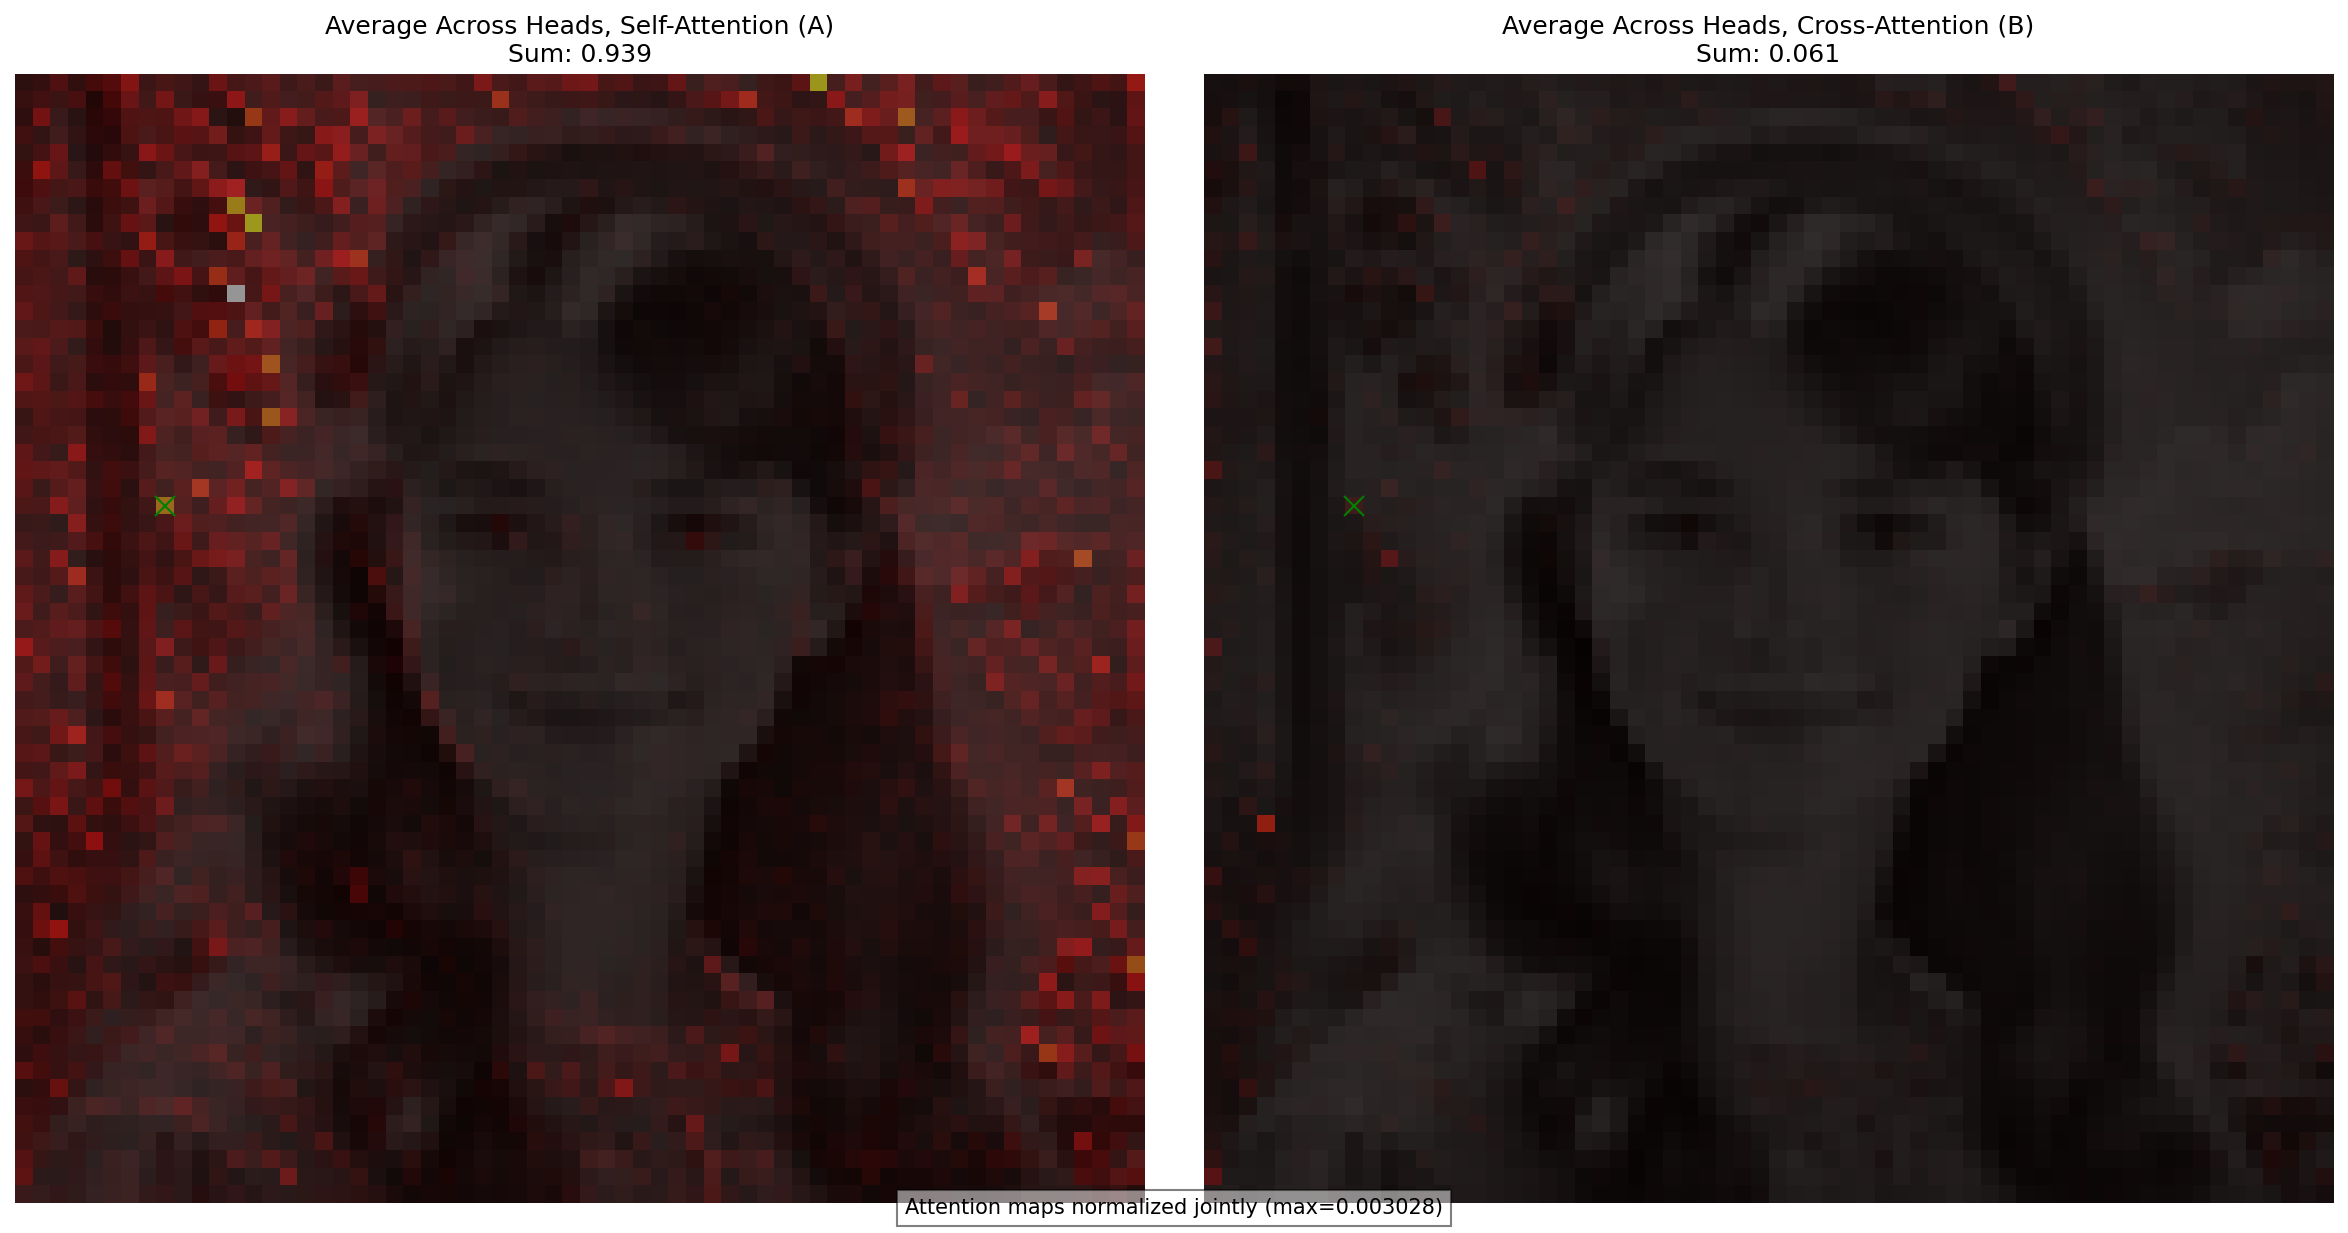 Average Across Heads, Self-Attention (A)
Sum: 0.939
Average Across Heads, Cross-Attention (B)
Sum: 0.061
Attention maps normalized jointly (max=0.003028)